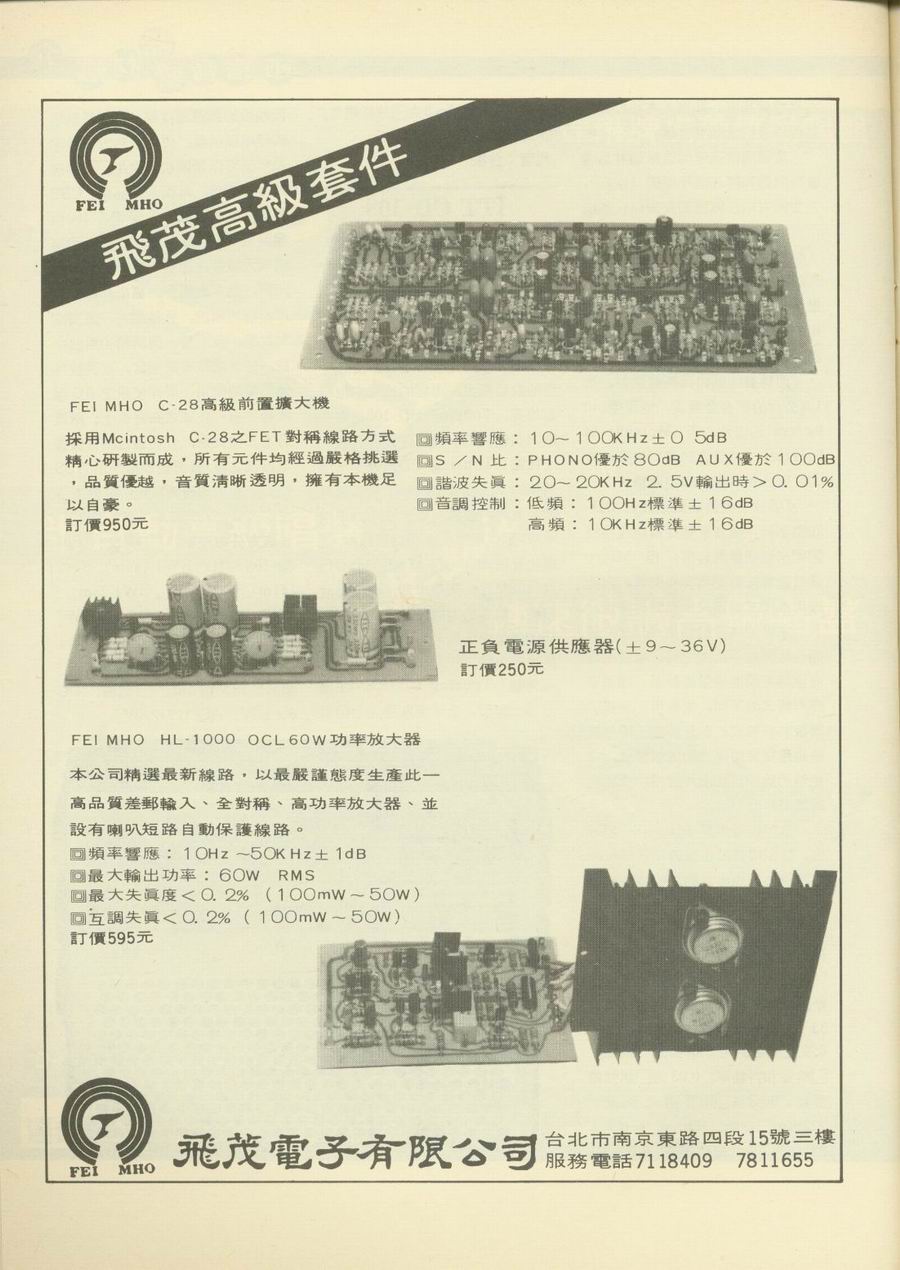 FEI MHO
飛茂高級套件
FEI MHO C-28高級前置擴大機
採用Mcintosh C-28之FET對稱線路方式
精心研製而成，所有元件均經過嚴格挑選
，品質優越，音質清晰透明，擁有本機足
以自豪。
訂價950元
回頻率響應：10～100KHz±0 5dB
回S／N比：PHONO優於80dB AUX優於100dB
回諧波失眞：20～20KHz 2.5V輸出時＞0.01%
回音調控制：低頻：100Hz標準±16dB
高頻：10KHz標準±16dB
正負電源供應器(±9～36V)
訂價250元
FEI MHO HL-1000 OCL60W功率放大器
本公司精選最新線路，以最嚴謹態度生產此一
高品質差郵輸入、全對稱、高功率放大器、並
設有喇叭短路自動保護線路。
回頻率響應：10Hz～50KHz±1dB
回最大輸出功率：60W RMS
回最大失眞度＜0.2%（100mW～50W）
回互調失眞＜0.2%（100mW～50W）
訂價595元
FEI MHO
飛茂電子有限公司
台北市南京東路四段15號三樓
服務電話7118409 7811655